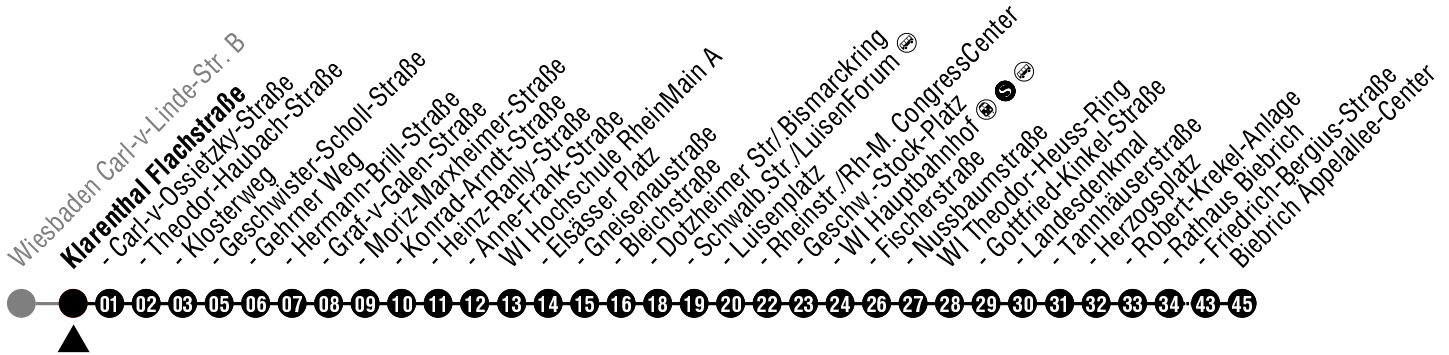 Wiesbaden Carl-v-Linde-Str. B
Klarenthal Flachstraße
- Carl-v-Ossietzky-Straße
- Theodor-Haubach-Straße
- Klosterweg
- Geschwister-Scholl-Straße
- Gehrner Weg
- Hermann-Brill-Straße
- Graf-v-Galen-Straße
- Moritz-Marxheimer-Straße
- Konrad-Arndt-Straße
- Heinz-Ranly-Straße
- Anne-Frank-Straße
WI Hochschule RheinMain A
- Elsässer Platz
- Gneisenaustraße
- Bleichstraße
- Dotzheimer Str/ Bismarckring
- Schwalb.Str./LuisenForum
- Luisenplatz
- Rheinstr./Rh-M. CongressCenter
- Geschw.-Stock-Platz
- WI Hauptbahnhof S
- Fischerstraße
- Nussbaumstraße
WI Theodor-Heuss-Ring
- Gottfried-Kinkel-Straße
- Landesdenkmal
- Tannhäuserstraße
- Herzogsplatz
- Robert-Krekel-Anlage
- Rathaus Biebrich
- Friedrich-Bergius-Straße
Biebrich Äppelallee-Center
01 02 03 05 06 07 08 09 10 11 12 13 14 15 16 18 19 20 22 23 24 26 27 28 29 30 31 32 33 34 43 45